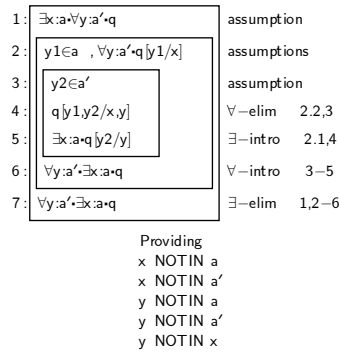 1: ∃x:a•∀y:a′•q assumption
2: y1∈a , ∀y:a′•q[y1/x] assumptions
3: y2∈a′ assumption
4: q[y1,y2/x,y] ∀−elim 2.2,3
5: ∃x:a•q[y2/y] ∃−intro 2.1,4
6: ∀y:a′•∃x:a•q ∀−intro 3−5
7: ∀y:a′•∃x:a•q ∃−elim 1,2−6
Providing
x NOTIN a
x NOTIN a′
y NOTIN a
y NOTIN a′
y NOTIN x